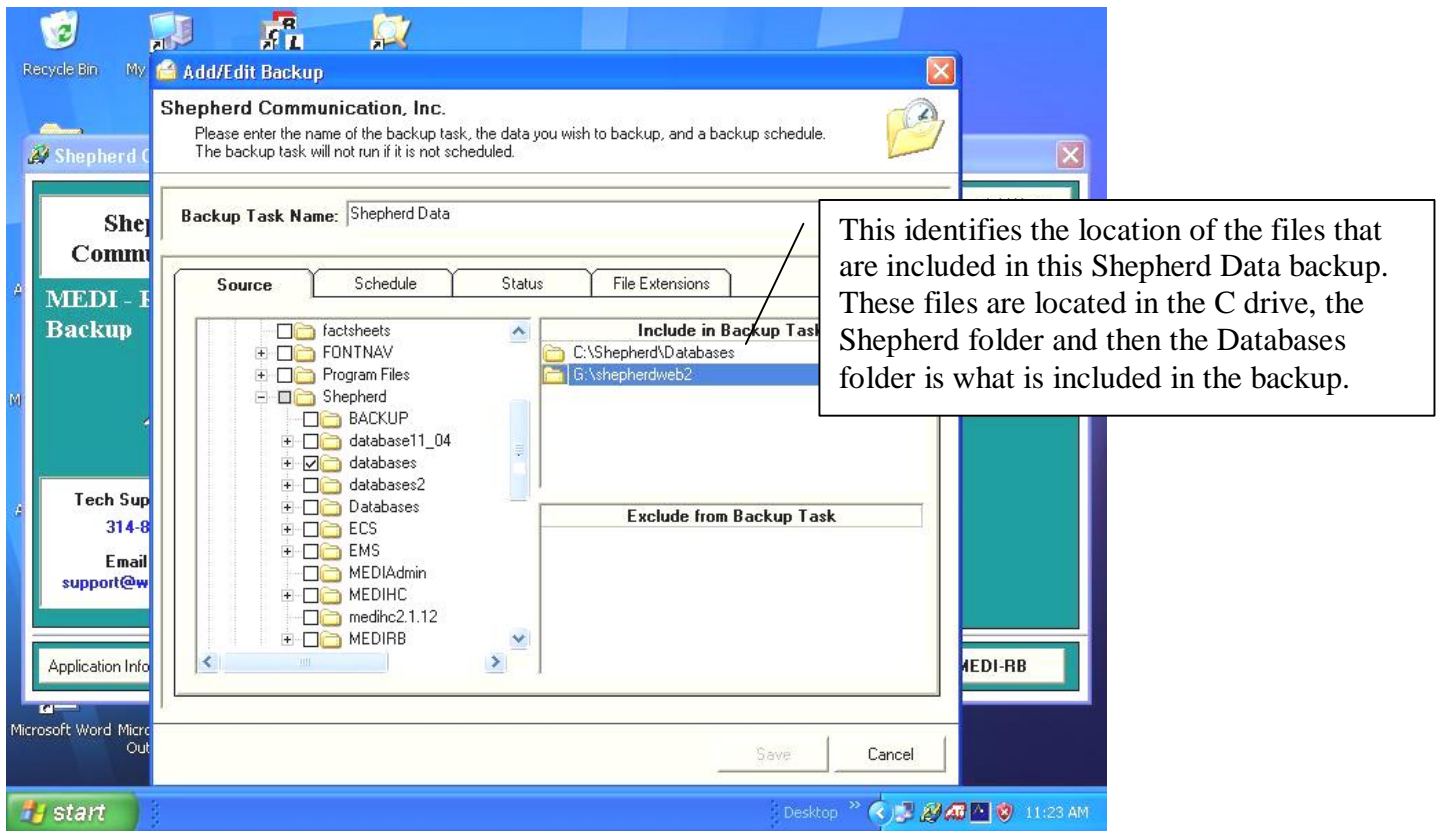 Recycle Bin
My
Add/Edit Backup
Shepherd Communication, Inc.
Please enter the name of the backup task, the data you wish to backup, and a backup schedule.
The backup task will not run if it is not scheduled.
Shepherd C
Shep
Commu
MEDI -
Backup
Tech Sup
314-8
Email
support@w
Application Info
Backup Task Name: Shepherd Data
Source Schedule Status File Extensions
factsheets
FONTNAV
Program Files
Shepherd
BACKUP
database11_04
databases
databases2
Databases
ECS
EMS
MEDIAdmin
MEDIHC
medihc2.1.12
MEDIRB
Include in Backup Task
C:\Shepherd\Databases
G:\shepherdweb2
Exclude from Backup Task
This identifies the location of the files that
are included in this Shepherd Data backup.
These files are located in the C drive, the
Shepherd folder and then the Databases
folder is what is included in the backup.
MEDI-RB
Save Cancel
Microsoft Word Micro
Out
start
Desktop
11:23 AM